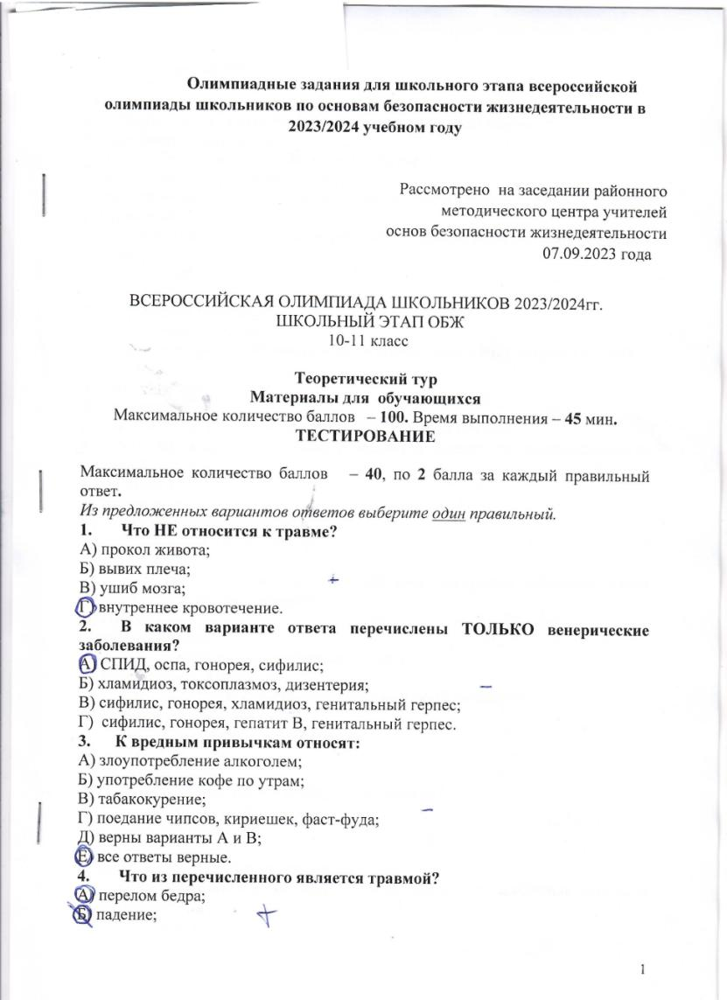 Олимпиадные задания для школьного этапа всероссийской
олимпиады школьников по основам безопасности жизнедеятельности в
2023/2024 учебном году
Рассмотрено на заседании районного
методического центра учителей
основ безопасности жизнедеятельности
07.09.2023 года
ВСЕРОССИЙСКАЯ ОЛИМПИАДА ШКОЛЬНИКОВ 2023/2024гг.
ШКОЛЬНЫЙ ЭТАП ОБЖ
10-11 класс
Теоретический тур
Материалы для обучающихся
Максимальное количество баллов – 100. Время выполнения – 45 мин.
ТЕСТИРОВАНИЕ
Максимальное количество баллов – 40, по 2 балла за каждый правильный
ответ.
Из предложенных вариантов ответов выберите один правильный.
1. Что НЕ относится к травме?
А) прокол живота;
Б) вывих плеча;
В) ушиб мозга; +
Г) внутреннее кровотечение.
2. В каком варианте ответа перечислены ТОЛЬКО венерические
заболевания?
А) СПИД, оспа, гонорея, сифилис;
Б) хламидиоз, токсоплазмоз, дизентерия; –
В) сифилис, гонорея, хламидиоз, генитальный герпес;
Г) сифилис, гонорея, гепатит В, генитальный герпес.
3. К вредным привычкам относят:
А) злоупотребление алкоголем;
Б) употребление кофе по утрам;
В) табакокурение;
Г) поедание чипсов, кириешек, фаст-фуда; –
Д) верны варианты А и В;
Е) все ответы верные.
4. Что из перечисленного является травмой?
А) перелом бедра;
Б) падение; +
1